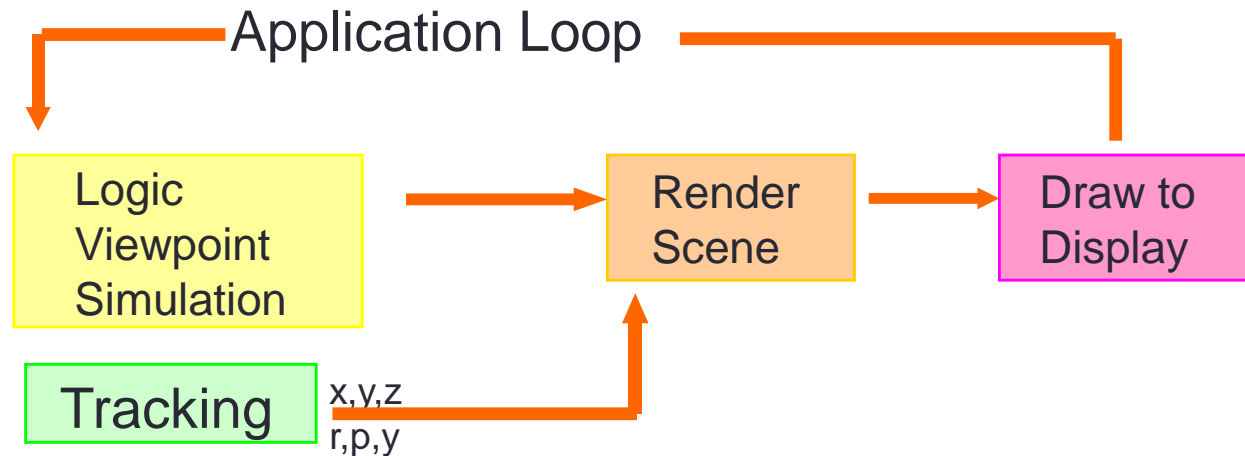 Application Loop
Logic
Viewpoint
Simulation
Render
Scene
Draw to
Display
Tracking
x,y,z
r,p,y